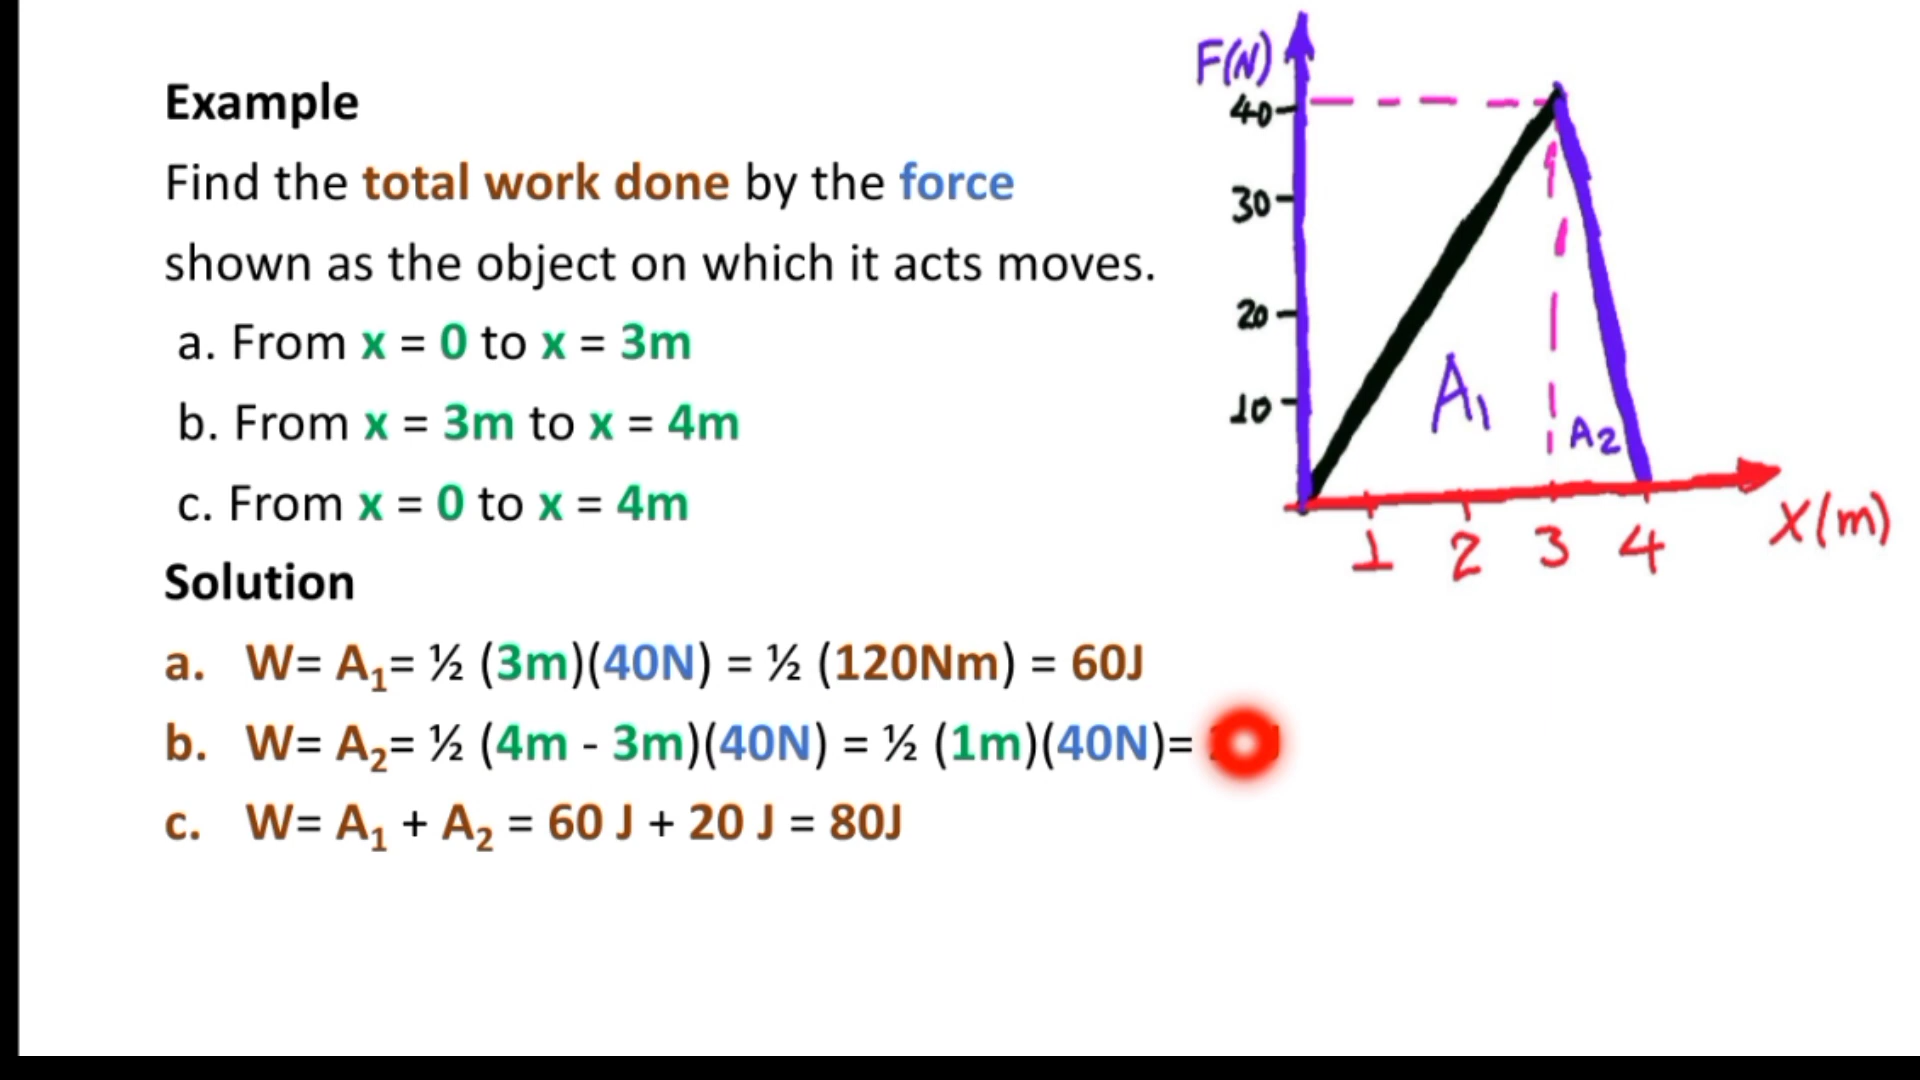 Example
Find the total work done by the force
shown as the object on which it acts moves.
a. From x = 0 to x = 3m
b. From x = 3m to x = 4m
c. From x = 0 to x = 4m
Solution
a. W= A₁= ½ (3m)(40N) = ½ (120Nm) = 60J
b. W= A₂= ½ (4m - 3m)(40N) = ½ (1m)(40N)=
c. W= A₁ + A₂ = 60 J + 20 J = 80J
F(N)
40
30
20
10
A₁
A₂
1 2 3 4
X(m)